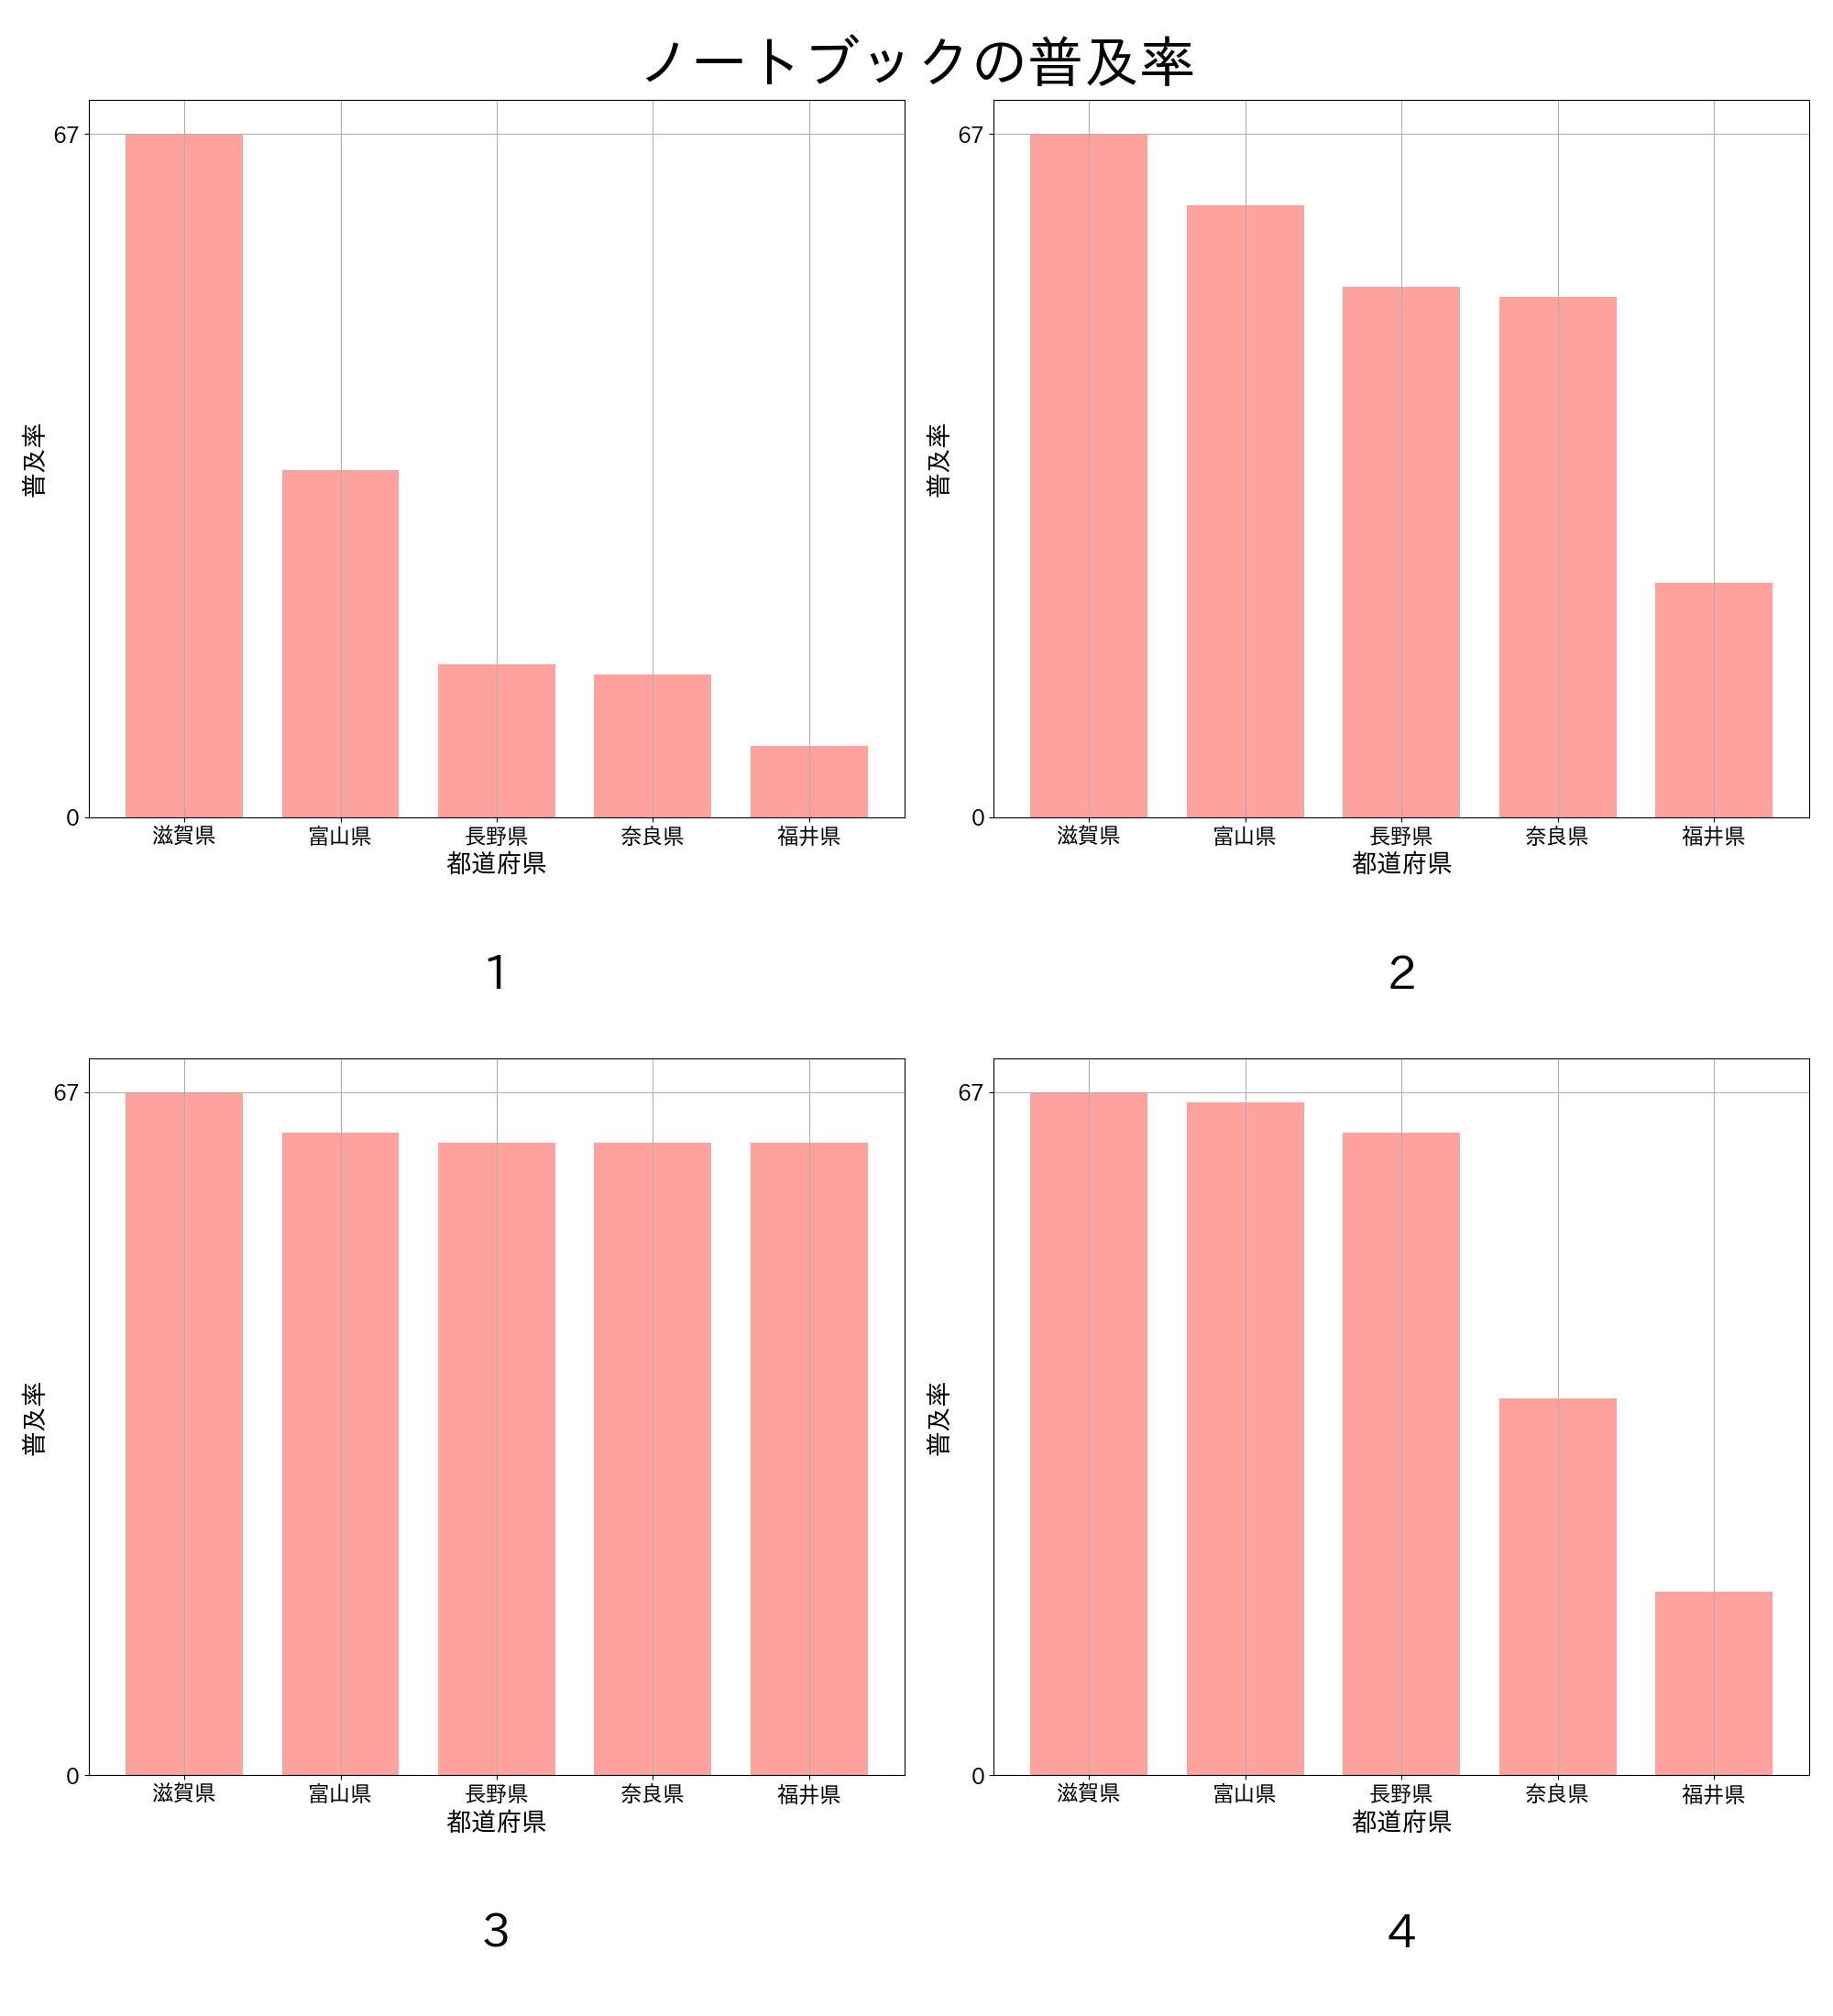 ノートブックの普及率
67
0
普及率
滋賀県 富山県 長野県 奈良県 福井県
都道府県
1
67
0
普及率
滋賀県 富山県 長野県 奈良県 福井県
都道府県
2
67
0
普及率
滋賀県 富山県 長野県 奈良県 福井県
都道府県
3
67
0
普及率
滋賀県 富山県 長野県 奈良県 福井県
都道府県
4